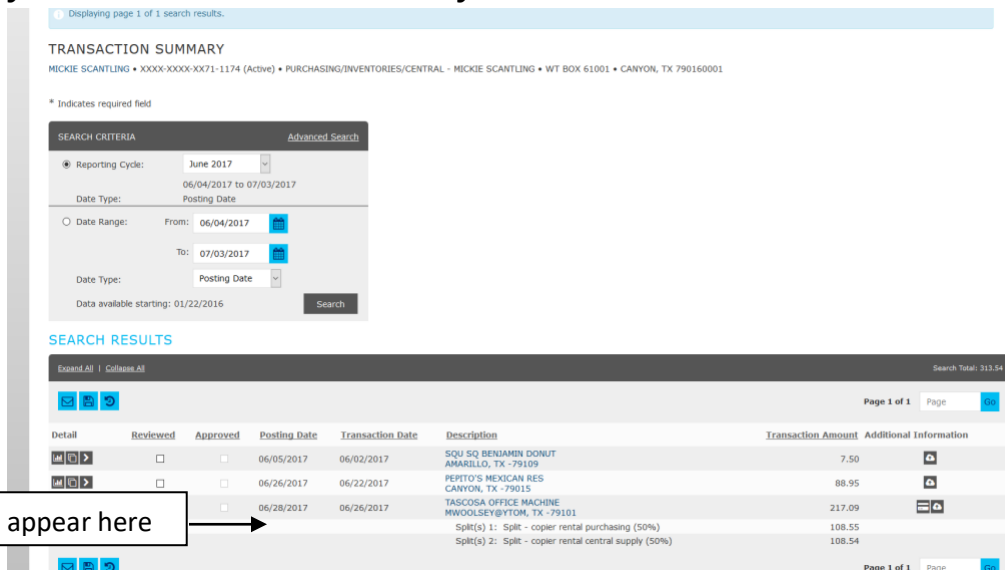 Displaying page 1 of 1 search results.
TRANSACTION SUMMARY
MICKIE SCANTLING • XXXX-XXXX-XX71-1174 (Active) • PURCHASING/INVENTORIES/CENTRAL - MICKIE SCANTLING • WT BOX 61001 • CANYON, TX 790160001
* Indicates required field
SEARCH CRITERIA Advanced Search
Reporting Cycle: June 2017
06/04/2017 to 07/03/2017
Date Type: Posting Date
Date Range: From: 06/04/2017
To: 07/03/2017
Date Type: Posting Date
Data available starting: 01/22/2016 Search
SEARCH RESULTS
Expand All | Collapse All Search Total: 313.54
Page 1 of 1 Page Go
Detail Reviewed Approved Posting Date Transaction Date Description Transaction Amount Additional Information
06/05/2017 06/02/2017 SQU SQ BENJAMIN DONUT 7.50
AMARILLO, TX -79109
06/26/2017 06/22/2017 PEPITO'S MEXICAN RES 88.95
CANYON, TX -79015
06/28/2017 06/26/2017 TASCOSA OFFICE MACHINE 217.09
MWOOLSEY@YTOM, TX -79101
appear here
Split(s) 1: Split - copier rental purchasing (50%) 108.55
Split(s) 2: Split - copier rental central supply (50%) 108.54
Page 1 of 1 Page Go